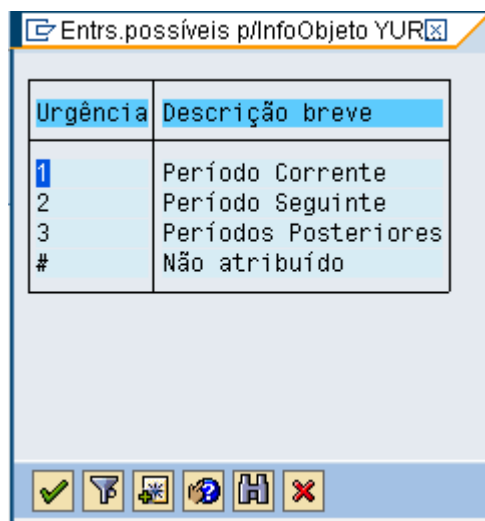 Entrs.possíveis p/InfoObjeto YUR
Urgência Descrição breve
1 Período Corrente
2 Período Seguinte
3 Períodos Posteriores
# Não atribuído